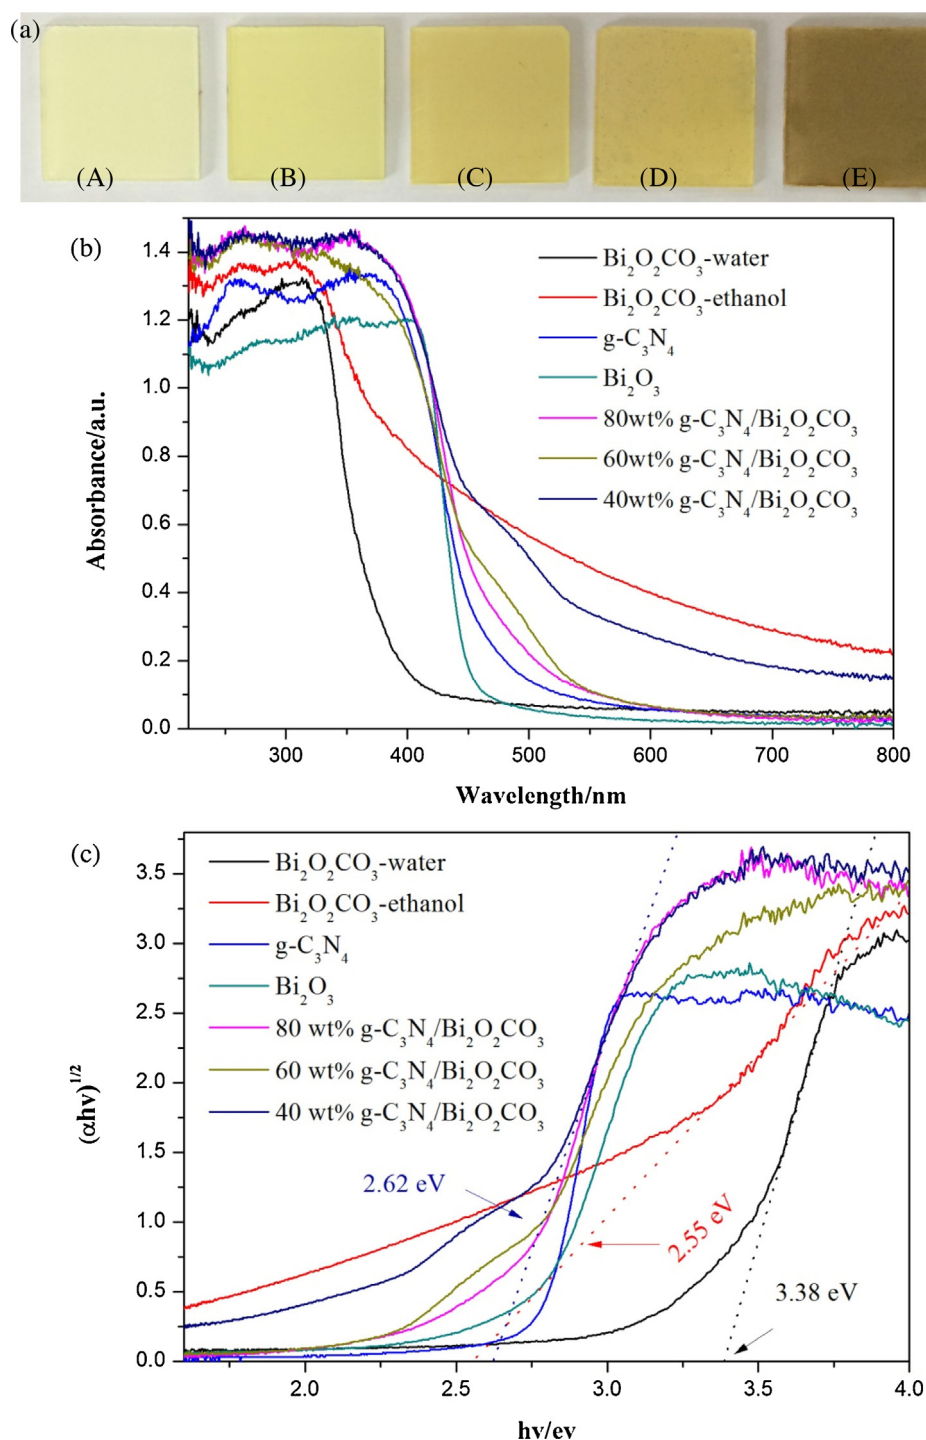 (a)
(A) (B) (C) (D) (E)
(b)
Bi₂O₂CO₃-water
Bi₂O₂CO₃-ethanol
g-C₃N₄
Bi₂O₃
80wt% g-C₃N₄/Bi₂O₂CO₃
60wt% g-C₃N₄/Bi₂O₂CO₃
40wt% g-C₃N₄/Bi₂O₂CO₃
Absorbance/a.u.
1.4
1.2
1.0
0.8
0.6
0.4
0.2
0.0
300 400 500 600 700 800
Wavelength/nm
(c)
Bi₂O₂CO₃-water
Bi₂O₂CO₃-ethanol
g-C₃N₄
Bi₂O₃
80 wt% g-C₃N₄/Bi₂O₂CO₃
60 wt% g-C₃N₄/Bi₂O₂CO₃
40 wt% g-C₃N₄/Bi₂O₂CO₃
(αhν)¹/²
3.5
3.0
2.5
2.0
1.5
1.0
0.5
0.0
2.62 eV
2.55 eV
3.38 eV
2.0 2.5 3.0 3.5 4.0
hν/ev